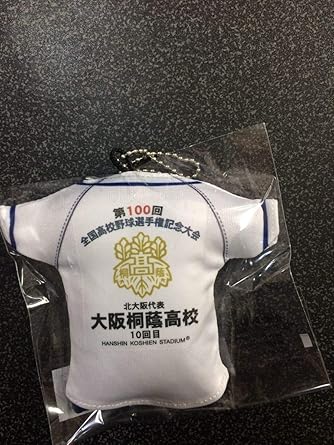 第100回
全国高校野球選手権記念大会
高
桐 蔭
北大阪代表
大阪桐蔭高校
10回目
HANSHIN KOSHIEN STADIUM®